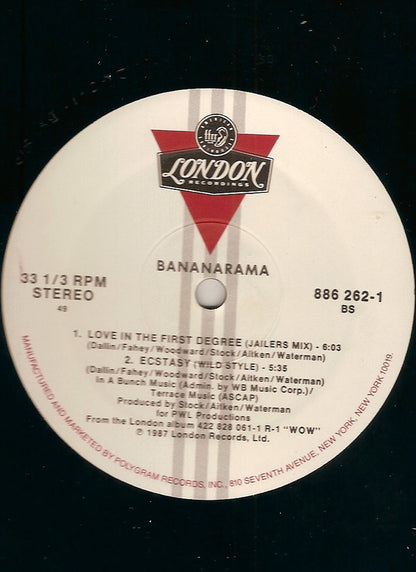 ffrr
LONDON
RECORDINGS
BANANARAMA
33 1/3 RPM
STEREO
49
886 262-1
BS
1. LOVE IN THE FIRST DEGREE (JAILERS MIX) - 6:03
(Dallin/Fahey/Woodward/Stock/Aitken/Waterman)
2. ECSTASY (WILD STYLE) - 5:35
(Dallin/Fahey/Woodward/Stock/Aitken/Waterman)
In A Bunch Music (Admin. by WB Music Corp.)/
Terrace Music (ASCAP)
Produced by Stock/Aitken/Waterman
for PWL Productions
From the London album 422 828 061-1 R-1 "WOW"
℗ 1987 London Records, Ltd.
MANUFACTURED AND MARKETED BY POLYGRAM RECORDS, INC., 810 SEVENTH AVENUE, NEW YORK, NEW YORK 10019.